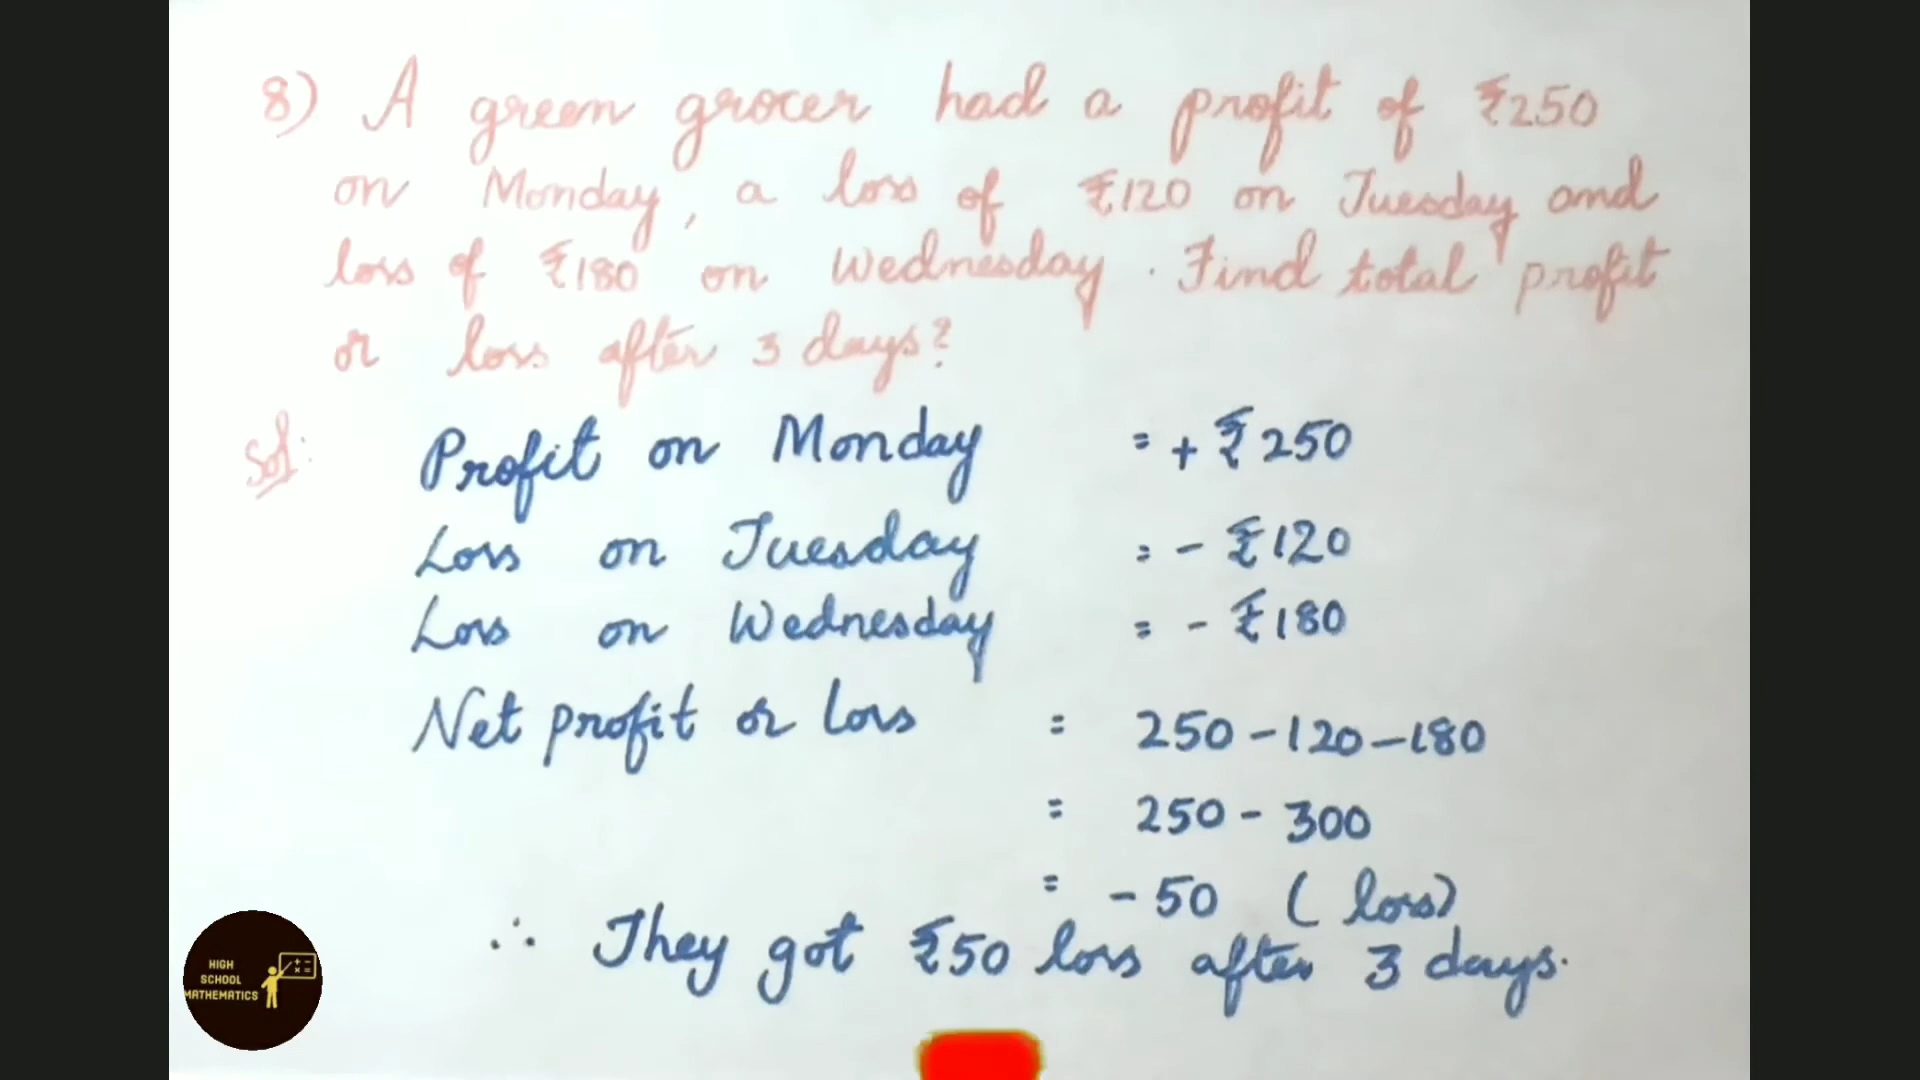 8) A green grocer had a profit of ₹250
on Monday, a loss of ₹120 on Tuesday and
loss of ₹180 on Wednesday. Find total profit
or loss after 3 days?
Sol:
Profit on Monday = + ₹250
Loss on Tuesday = - ₹120
Loss on Wednesday = - ₹180
Net profit or loss = 250-120-180
= 250 - 300
= -50 (loss)
∴ They got ₹50 loss after 3 days.
HIGH
SCHOOL
MATHEMATICS